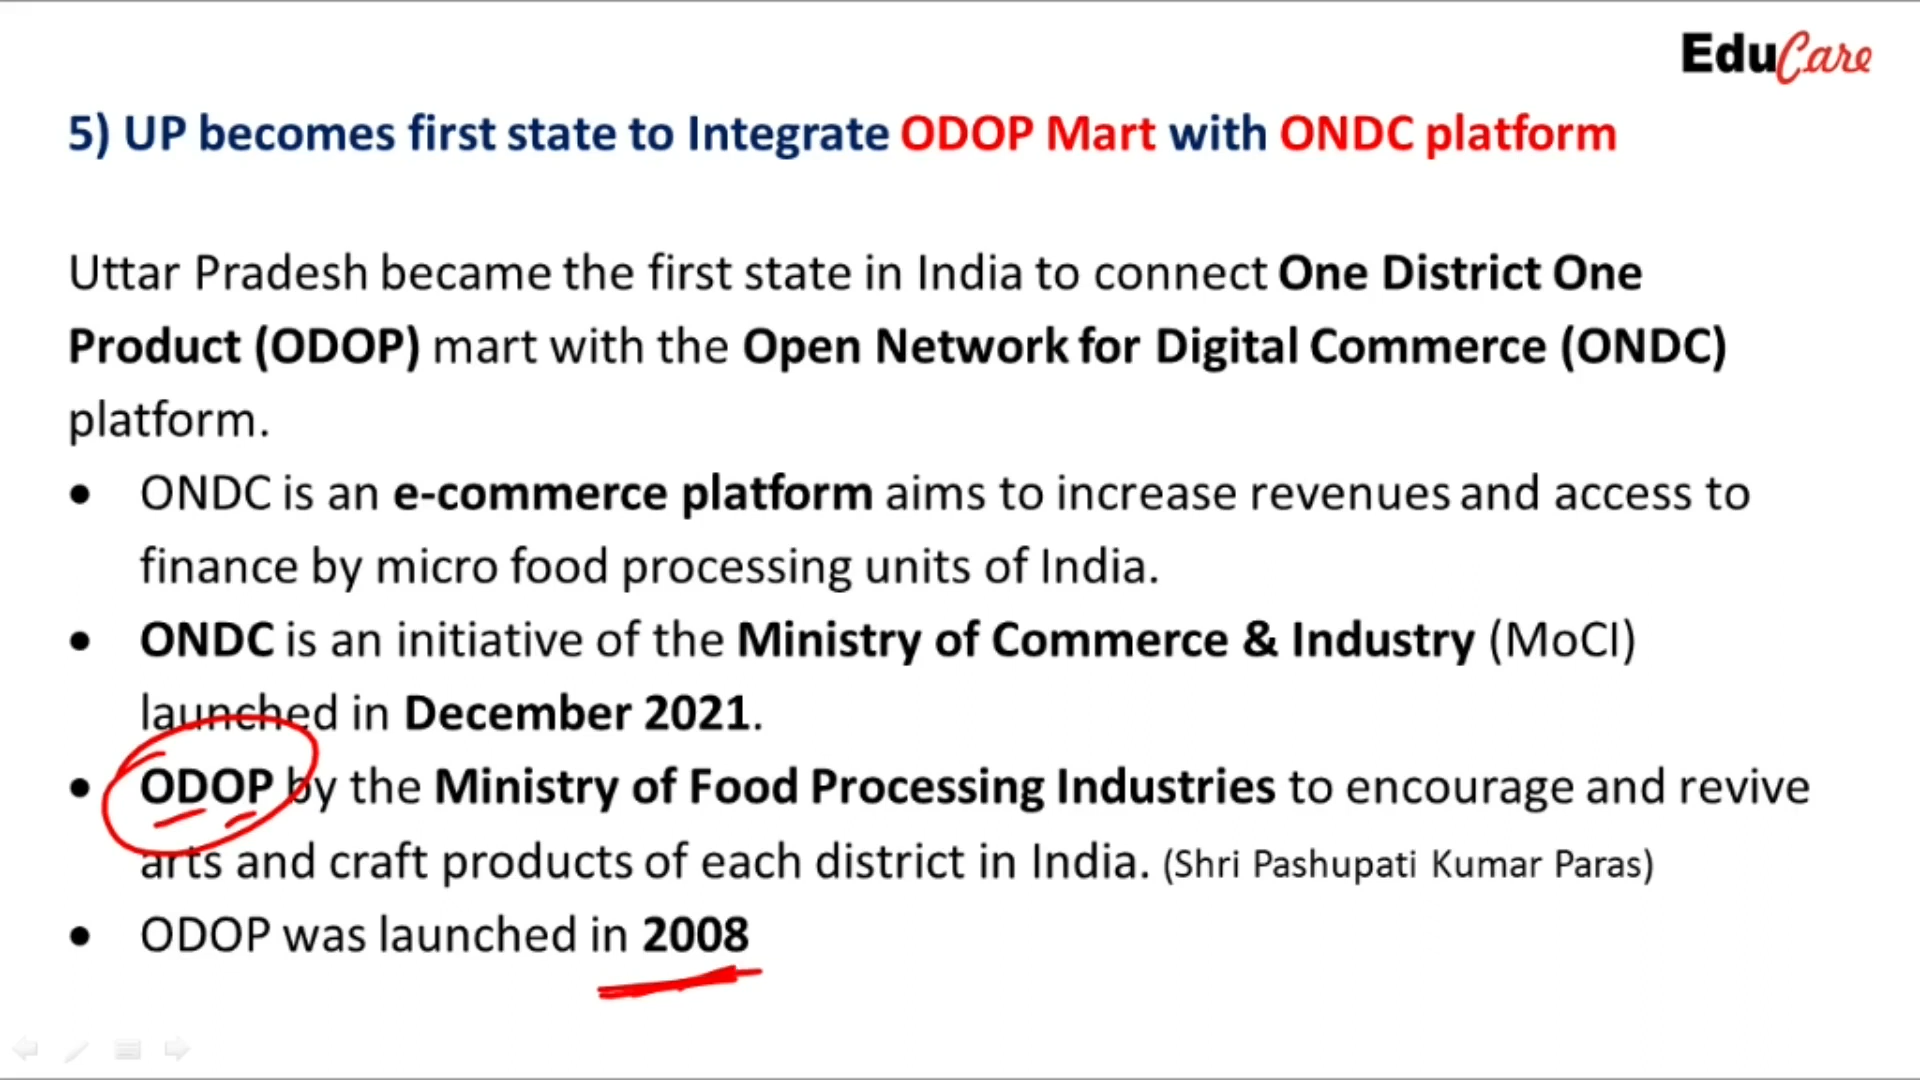 EduCare
5) UP becomes first state to Integrate ODOP Mart with ONDC platform
Uttar Pradesh became the first state in India to connect One District One
Product (ODOP) mart with the Open Network for Digital Commerce (ONDC)
platform.
• ONDC is an e-commerce platform aims to increase revenues and access to
finance by micro food processing units of India.
• ONDC is an initiative of the Ministry of Commerce & Industry (MoCI)
launched in December 2021.
• ODOP by the Ministry of Food Processing Industries to encourage and revive
arts and craft products of each district in India. (Shri Pashupati Kumar Paras)
• ODOP was launched in 2008